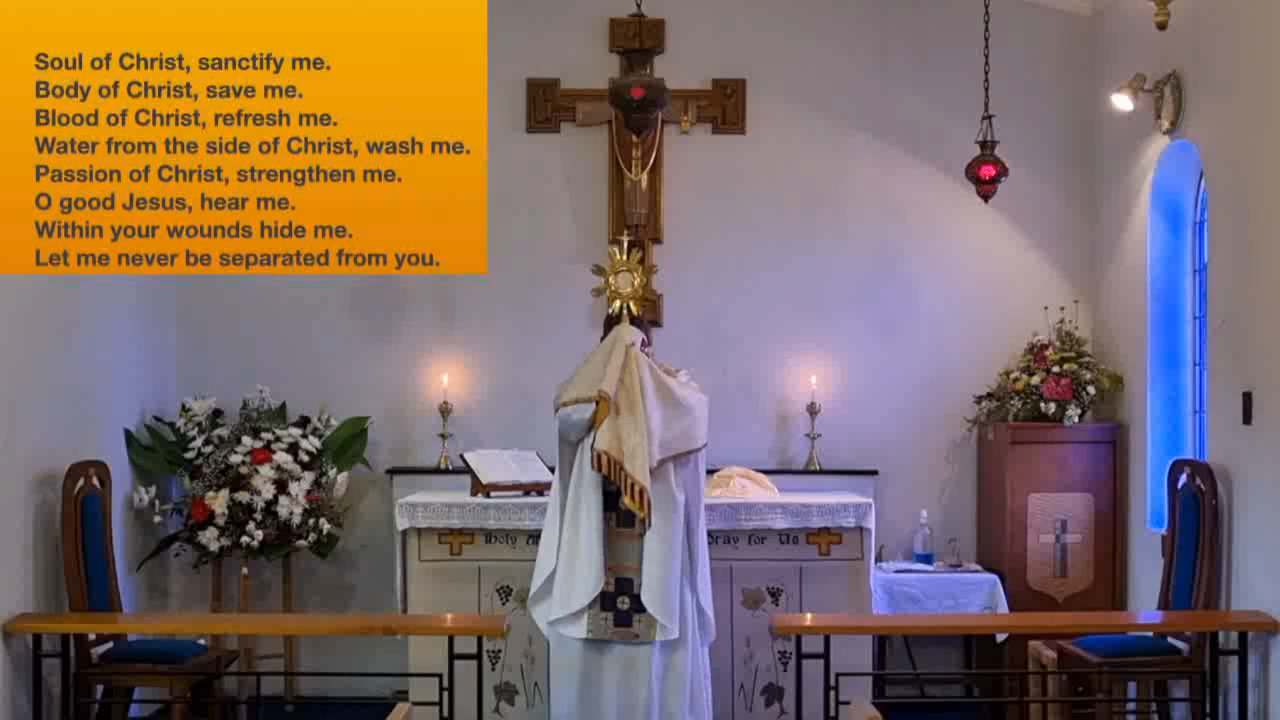 Soul of Christ, sanctify me.
Body of Christ, save me.
Blood of Christ, refresh me.
Water from the side of Christ, wash me.
Passion of Christ, strengthen me.
O good Jesus, hear me.
Within your wounds hide me.
Let me never be separated from you.
Holy
Pray for Us